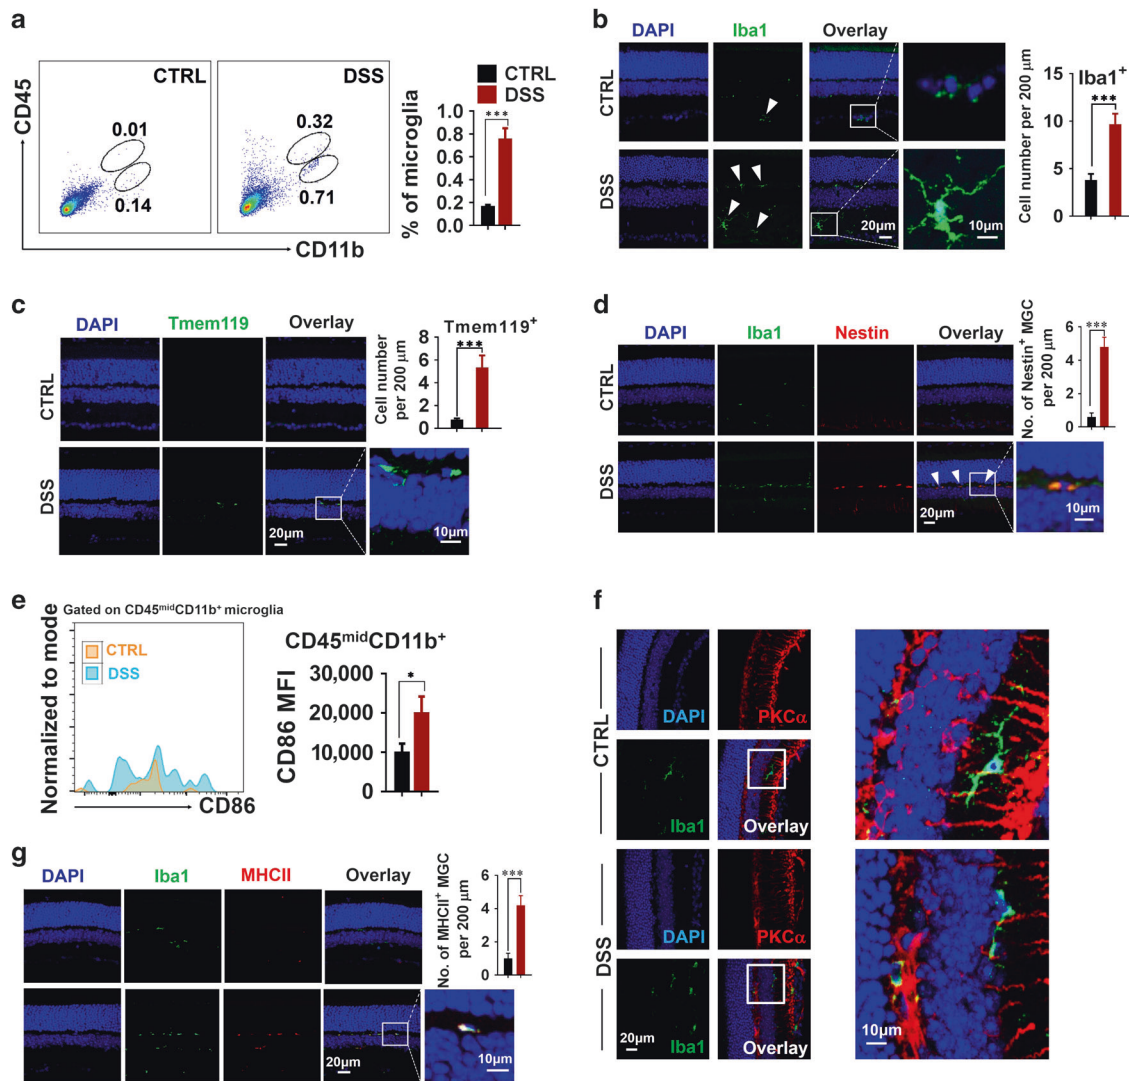 a
CD45
CTRL
0.01
0.14
DSS
0.32
0.71
CD11b
CTRL
DSS
% of microglia
1.0
0.8
0.6
0.4
0.2
0.0
***
b
DAPI Iba1 Overlay
CTRL
DSS
20μm
10μm
Iba1+
Cell number per 200 μm
15
10
5
0
***
c
DAPI Tmem119 Overlay
CTRL
DSS
20μm
10μm
Tmem119+
Cell number
per 200 μm
8
6
4
2
0
***
d
DAPI Iba1 Nestin Overlay
CTRL
DSS
20μm
10μm
No. of Nestin+ MGC
per 200 μm
6
4
2
0
***
e
Gated on CD45midCD11b+ microglia
Normalized to mode
CTRL
DSS
CD86
CD45midCD11b+
CD86 MFI
30,000
20,000
10,000
0
*
f
CTRL
DAPI
PKCα
Iba1
Overlay
DSS
DAPI
PKCα
20μm
Iba1
Overlay
10μm
g
DAPI Iba1 MHCII Overlay
20μm
10μm
No. of MHCII+ MGC
per 200 μm
6
4
2
0
***